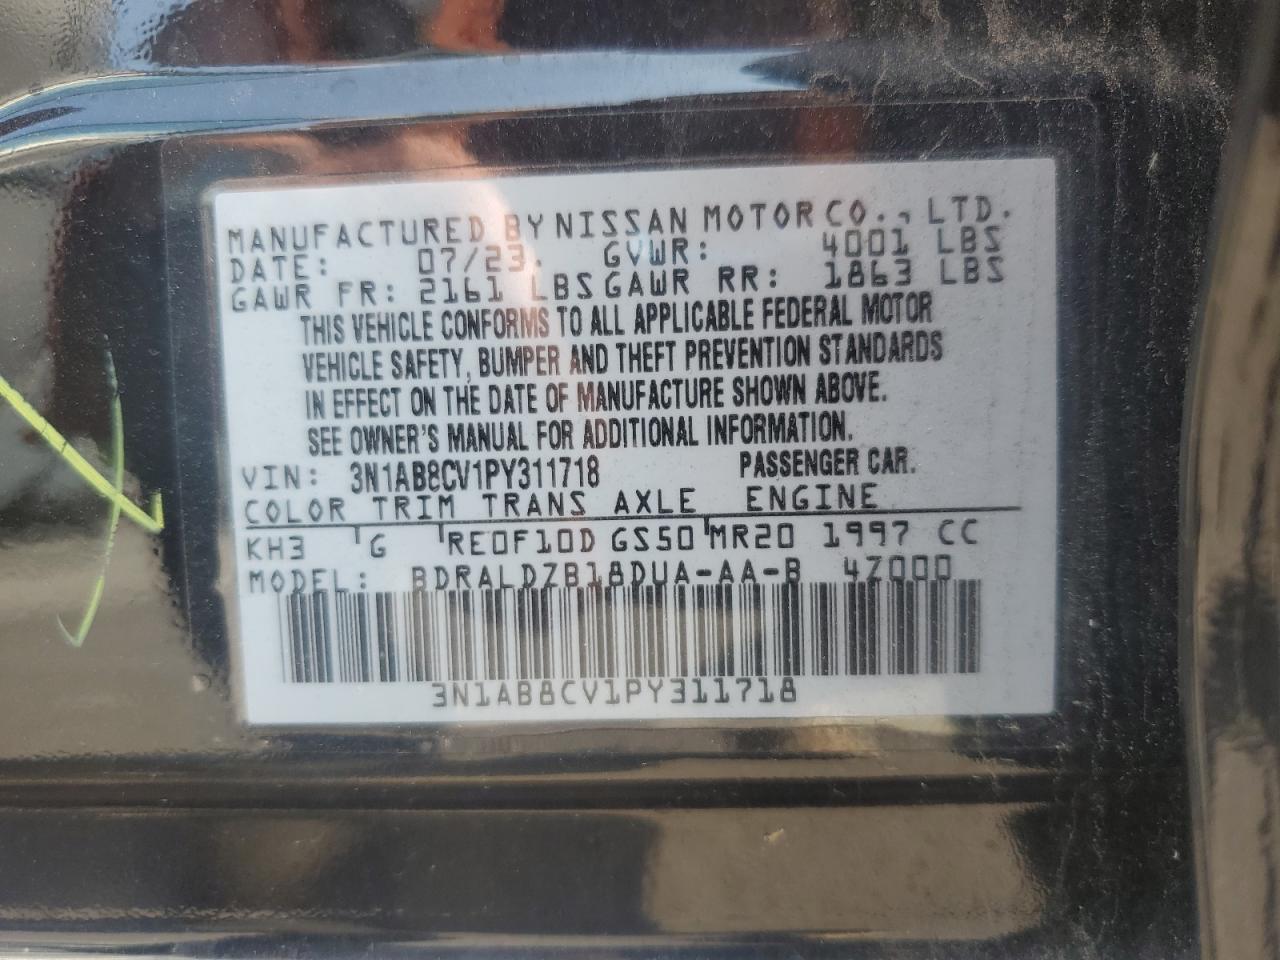 MANUFACTURED BY NISSAN MOTOR CO., LTD.
DATE: 07/23. GVWR: 4001 LBS
GAWR FR: 2161 LBS GAWR RR: 1863 LBS
THIS VEHICLE CONFORMS TO ALL APPLICABLE FEDERAL MOTOR
VEHICLE SAFETY, BUMPER AND THEFT PREVENTION STANDARDS
IN EFFECT ON THE DATE OF MANUFACTURE SHOWN ABOVE.
SEE OWNER'S MANUAL FOR ADDITIONAL INFORMATION.
VIN: 3N1AB8CV1PY311718 PASSENGER CAR.
COLOR TRIM TRANS AXLE ENGINE
KH3 G RE0F10D GS50 MR20 1997 CC
MODEL: BDRALDZB18DUA-AA-B 4Z000
3N1AB8CV1PY311718